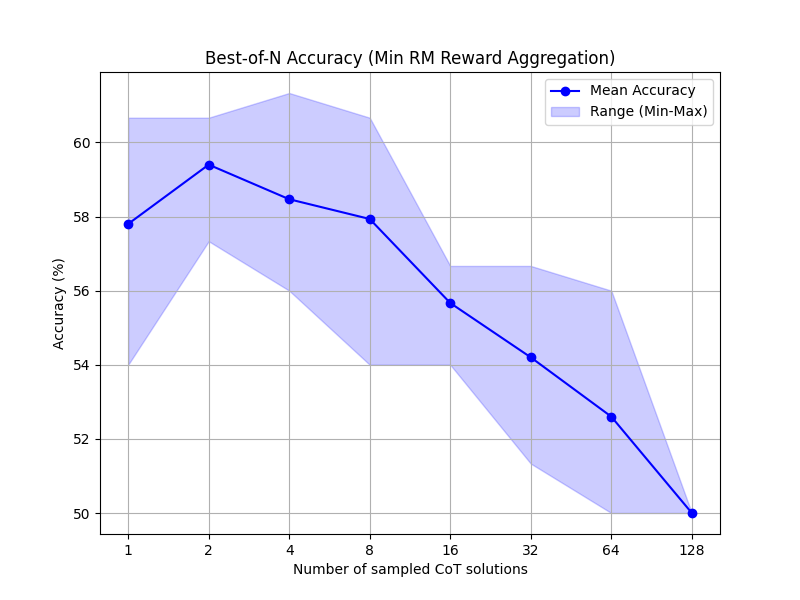 Best-of-N Accuracy (Min RM Reward Aggregation)
Mean Accuracy
Range (Min-Max)
Accuracy (%)
60
58
56
54
52
50
1 2 4 8 16 32 64 128
Number of sampled CoT solutions